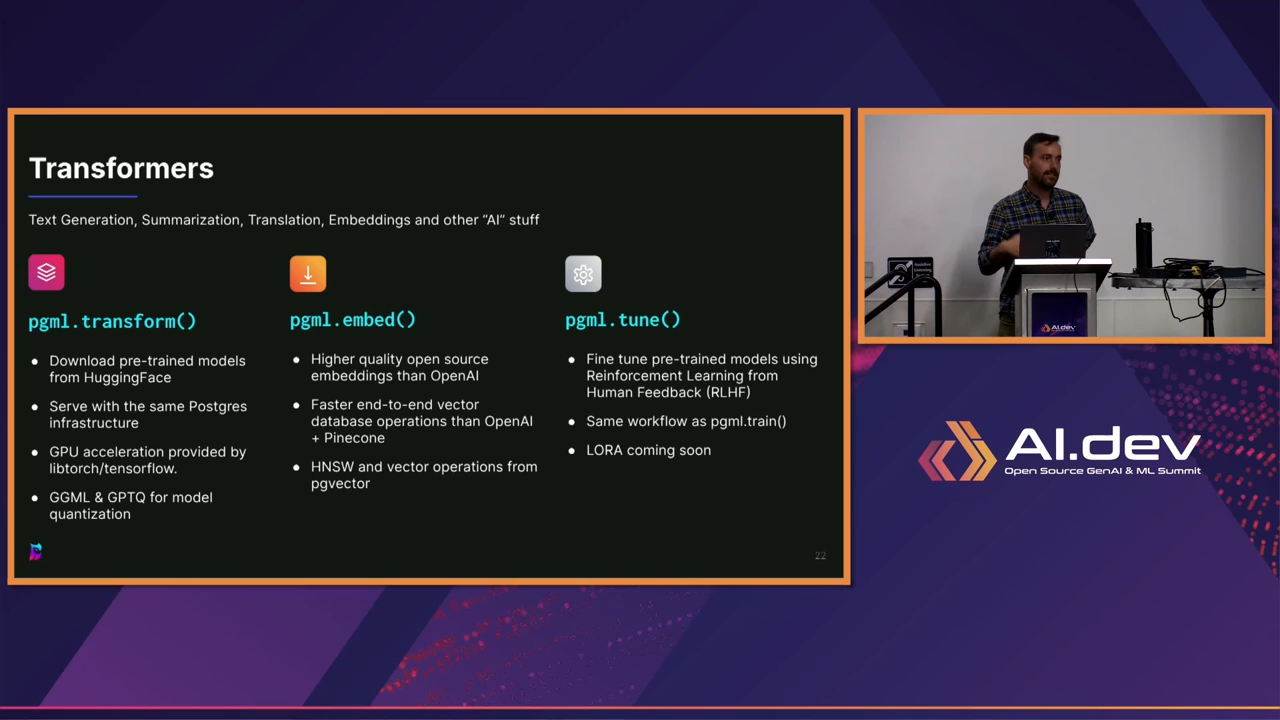 Transformers
Text Generation, Summarization, Translation, Embeddings and other “AI” stuff
pgml.transform()
● Download pre-trained models
from HuggingFace
● Serve with the same Postgres
infrastructure
● GPU acceleration provided by
libtorch/tensorflow.
● GGML & GPTQ for model
quantization
pgml.embed()
● Higher quality open source
embeddings than OpenAI
● Faster end-to-end vector
database operations than OpenAI
+ Pinecone
● HNSW and vector operations from
pgvector
pgml.tune()
● Fine tune pre-trained models using
Reinforcement Learning from
Human Feedback (RLHF)
● Same workflow as pgml.train()
● LORA coming soon
22
AI.dev
AI.dev
Open Source GenAI & ML Summit